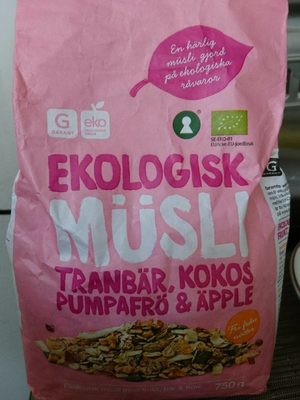 En härlig
müsli gjord
på ekologiska
råvaror
G
GARANT
eko
SE-EKO-01
EU/icke-EU-jordbruk
EKOLOGISK
MÜSLI
TRANBÄR, KOKOS
PUMPAFRÖ & ÄPPLE
750 g